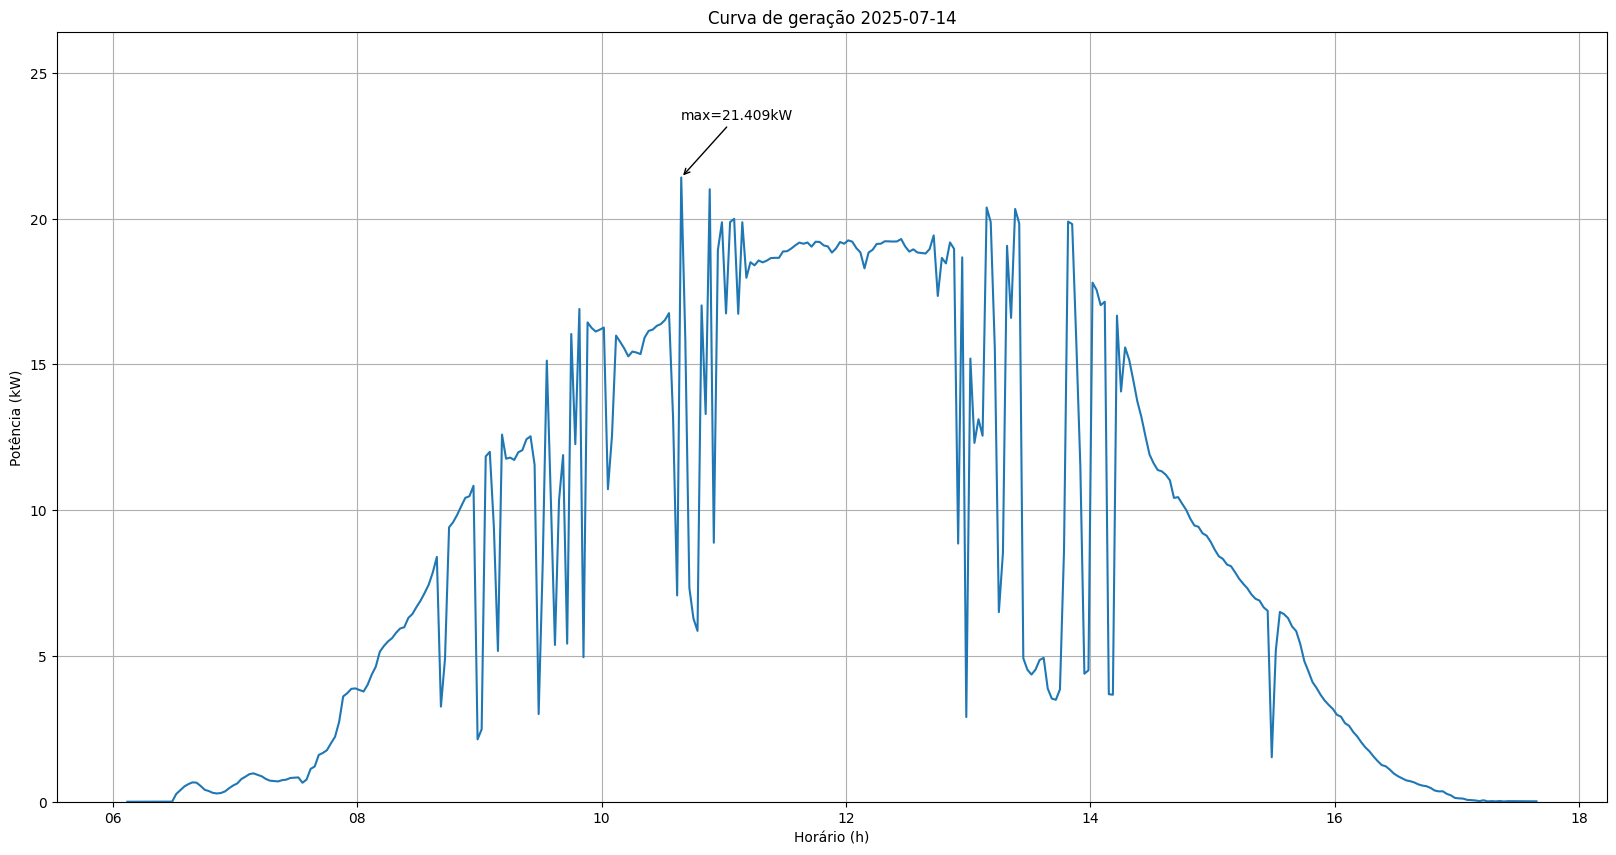 Curva de geração 2025-07-14
25
max=21.409kW
20
15
Potência (kW)
10
5
0
06 08 10 12 14 16 18
Horário (h)